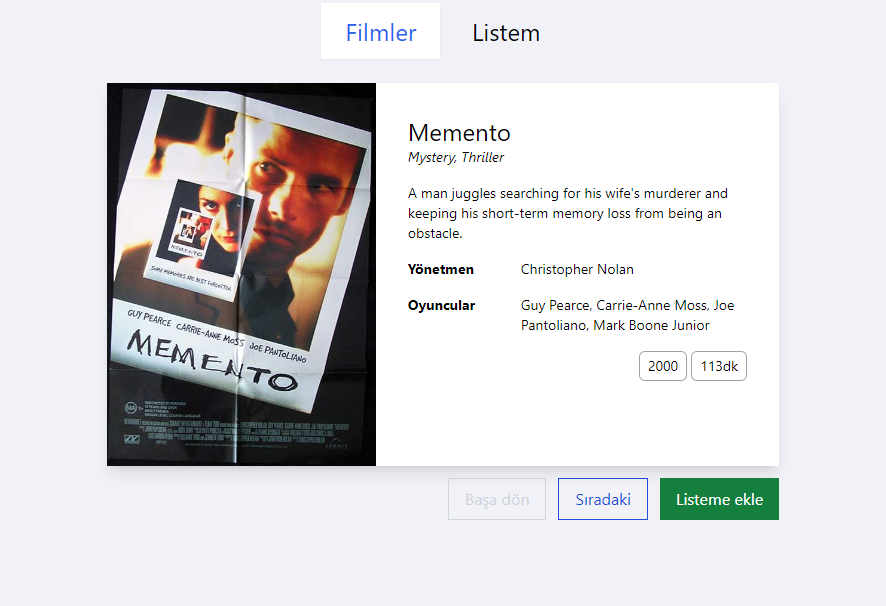 Filmler
Listem
Memento
Mystery, Thriller
A man juggles searching for his wife's murderer and
keeping his short-term memory loss from being an
obstacle.
Yönetmen
Christopher Nolan
Oyuncular
Guy Pearce, Carrie-Anne Moss, Joe
Pantoliano, Mark Boone Junior
2000
113dk
MEMENTO
SOME MEMORIES ARE BEST FORGOTTEN
GUY PEARCE CARRIE-ANNE MOSS JOE PANTOLIANO
MEMENTO
MA
Başa dön
Sıradaki
Listeme ekle